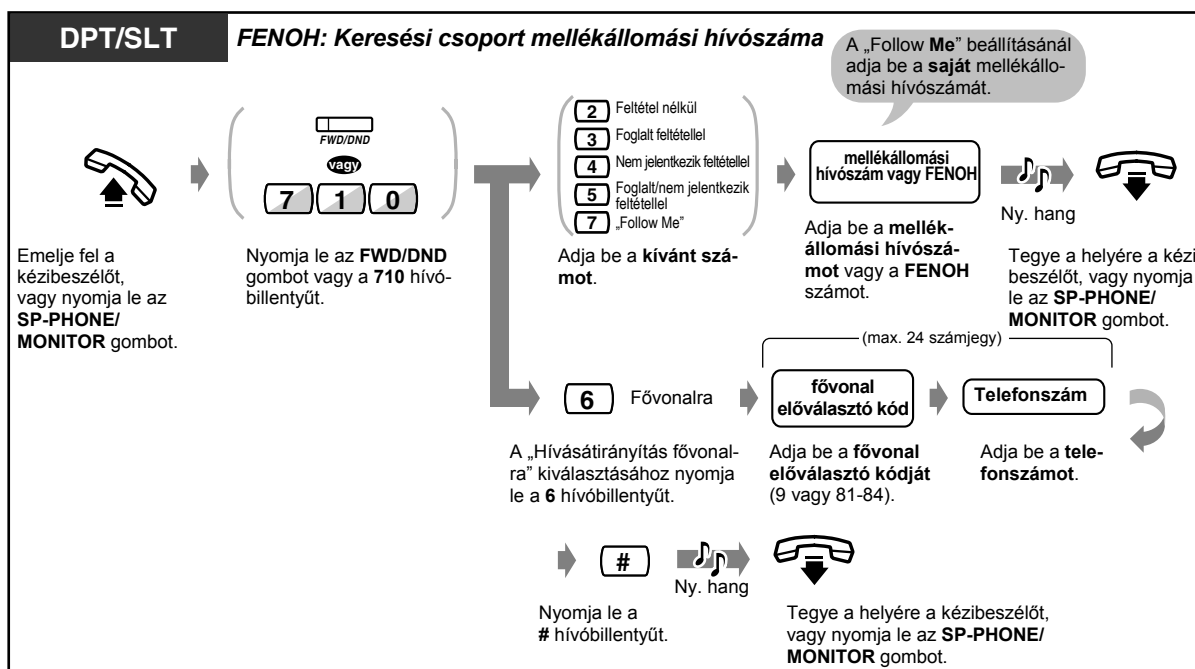 DPT/SLT
FENOH: Keresési csoport mellékállomási hívószáma
A „Follow Me” beállításánál
adja be a saját mellékállo-
mási hívószámát.
FWD/DND
vagy
7 1 0
2 Feltétel nélkül
3 Foglalt feltétellel
4 Nem jelentkezik feltétellel
5 Foglalt/nem jelentkezik
feltétellel
7 „Follow Me”
mellékállomási
hívószám vagy FENOH
Ny. hang
Emelje fel a
kézibeszélőt,
vagy nyomja le az
SP-PHONE/
MONITOR gombot.
Nyomja le az FWD/DND
gombot vagy a 710 hívó-
billentyűt.
Adja be a kívánt szá-
mot.
Adja be a mellék-
állomási hívószá-
mot vagy a FENOH
számot.
Tegye a helyére a kézi
beszélőt, vagy nyomja
le az SP-PHONE/
MONITOR gombot.
(max. 24 számjegy)
6 Fővonalra
fővonal
előválasztó kód
Telefonszám
A „Hívásátirányítás fővonal-
ra” kiválasztásához nyomja
le a 6 hívóbillentyűt.
Adja be a fővonal
előválasztó kódját
(9 vagy 81-84).
Adja be a tele-
fonszámot.
#
Ny. hang
Nyomja le a
# hívóbillentyűt.
Tegye a helyére a kézibeszélőt,
vagy nyomja le az SP-PHONE/
MONITOR gombot.